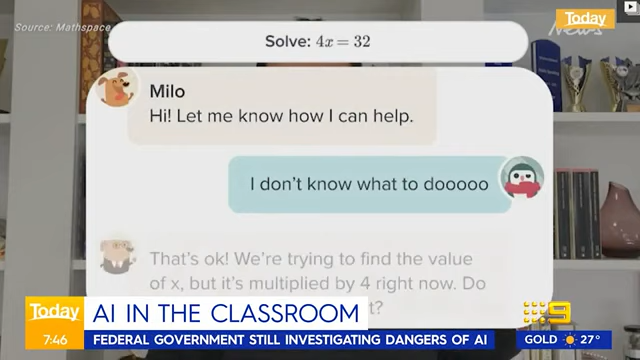 Source: Mathspace
Today
News
Solve: 4x = 32
Milo
Hi! Let me know how I can help.
I don't know what to dooooo
That's ok! We're trying to find the value
of x, but it's multiplied by 4 right now. Do
t?
Today
7:46
AI IN THE CLASSROOM
FEDERAL GOVERNMENT STILL INVESTIGATING DANGERS OF AI
9
GOLD 27°